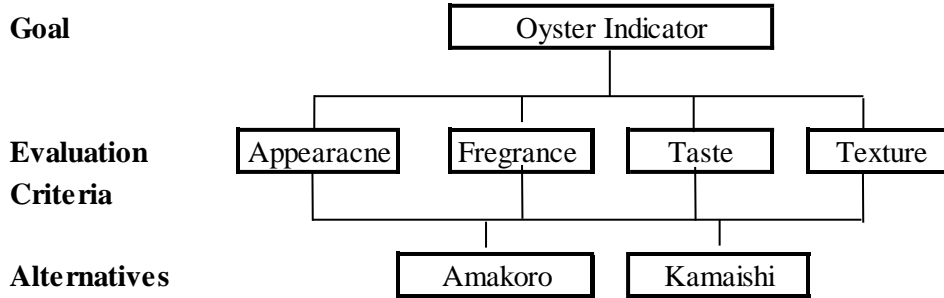 Goal
Oyster Indicator
Evaluation
Criteria
Appearacne
Fregrance
Taste
Texture
Alternatives
Amakoro
Kamaishi